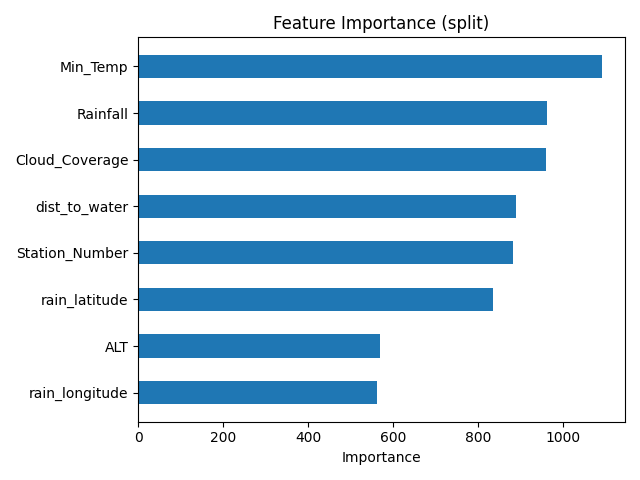 Feature Importance (split)
Min_Temp
Rainfall
Cloud_Coverage
dist_to_water
Station_Number
rain_latitude
ALT
rain_longitude
0 200 400 600 800 1000
Importance